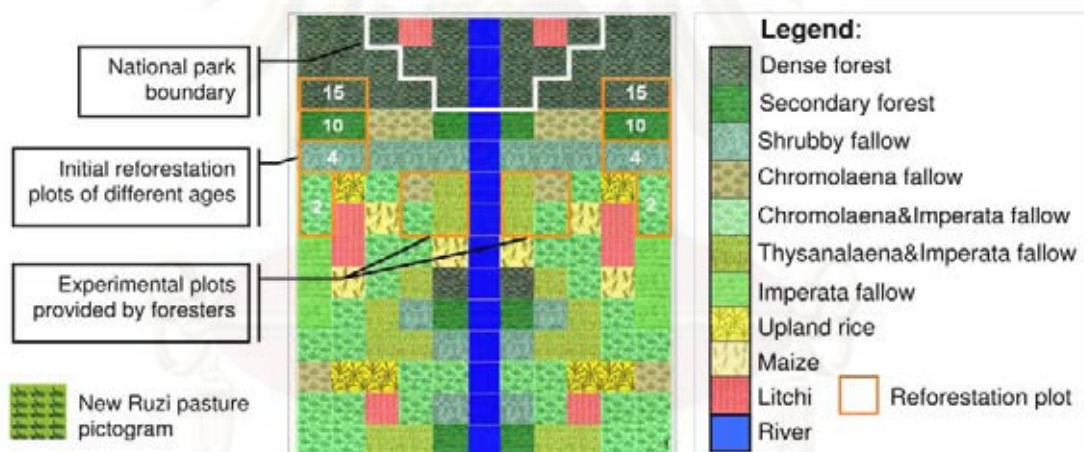 National park
boundary
Initial reforestation
plots of different ages
Experimental plots
provided by foresters
New Ruzi pasture
pictogram
15 15
10 10
4 4
2 2
Legend:
Dense forest
Secondary forest
Shrubby fallow
Chromolaena fallow
Chromolaena&Imperata fallow
Thysanalaena&Imperata fallow
Imperata fallow
Upland rice
Maize
Litchi
Reforestation plot
River